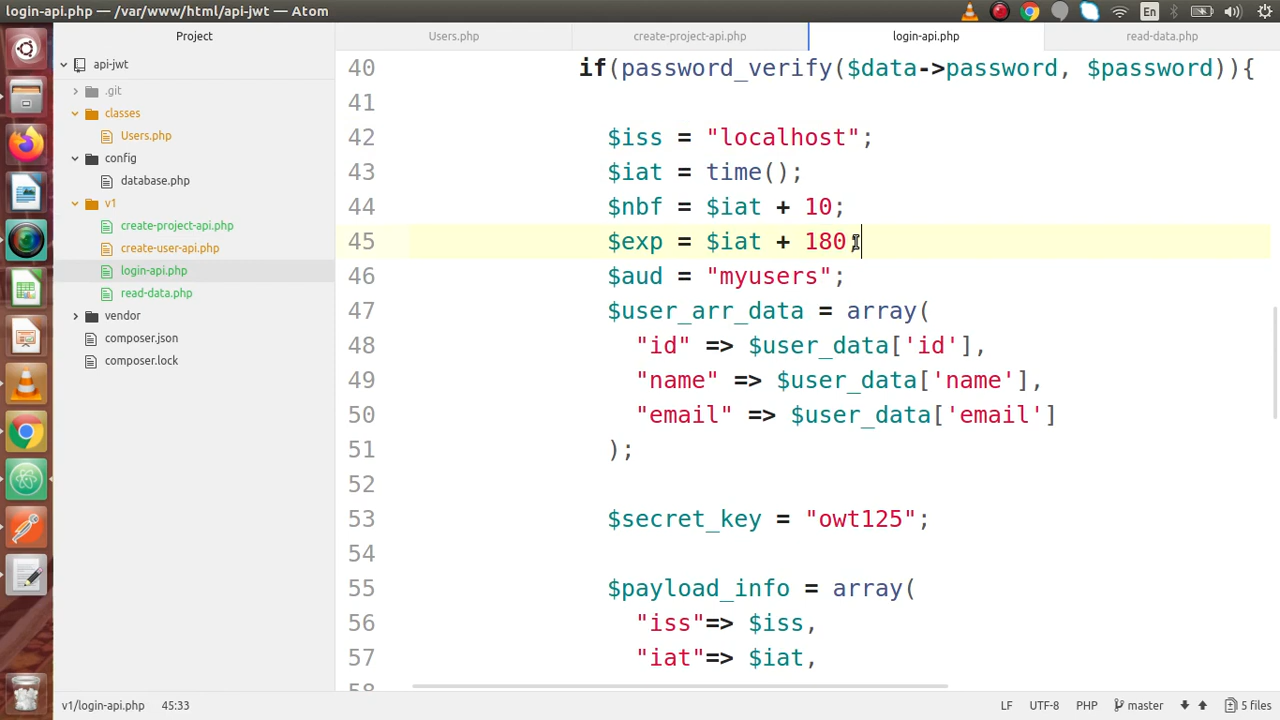 login-api.php — /var/www/html/api-jwt — Atom
En
Project
Users.php
create-project-api.php
login-api.php
read-data.php
api-jwt
.git
classes
Users.php
config
database.php
v1
create-project-api.php
create-user-api.php
login-api.php
read-data.php
vendor
composer.json
composer.lock
40 if(password_verify($data->password, $password)){
41
42 $iss = "localhost";
43 $iat = time();
44 $nbf = $iat + 10;
45 $exp = $iat + 180;
46 $aud = "myusers";
47 $user_arr_data = array(
48 "id" => $user_data['id'],
49 "name" => $user_data['name'],
50 "email" => $user_data['email']
51 );
52
53 $secret_key = "owt125";
54
55 $payload_info = array(
56 "iss"=> $iss,
57 "iat"=> $iat,
58
v1/login-api.php 45:33
LF UTF-8 PHP master 5 files